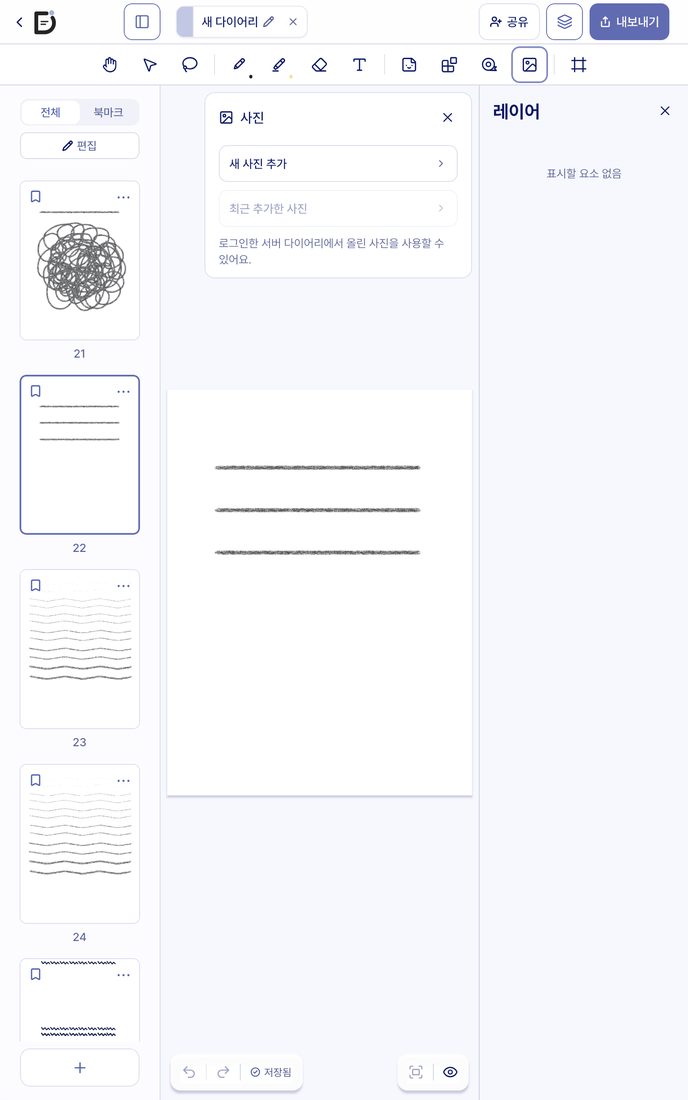 새 다이어리
공유
내보내기
전체
북마크
편집
21
22
23
24
사진
새 사진 추가
최근 추가한 사진
로그인한 서버 다이어리에서 올린 사진을 사용할 수
있어요.
저장됨
레이어
표시할 요소 없음